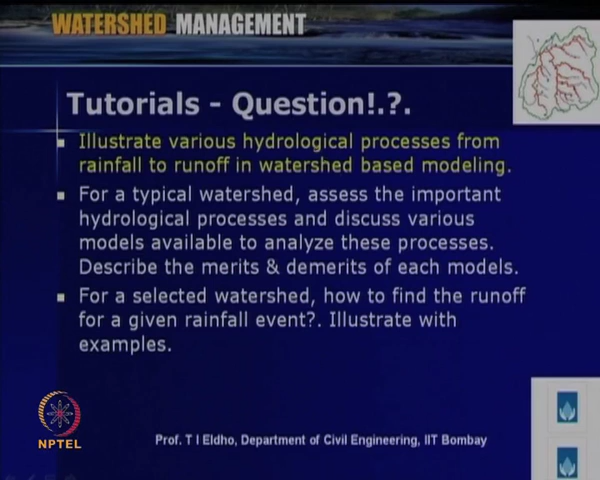 WATERSHED MANAGEMENT
Tutorials - Question!.?.
Illustrate various hydrological processes from
rainfall to runoff in watershed based modeling.
For a typical watershed, assess the important
hydrological processes and discuss various
models available to analyze these processes.
Describe the merits & demerits of each models.
For a selected watershed, how to find the runoff
for a given rainfall event?. Illustrate with
examples.
NPTEL
Prof. T I Eldho, Department of Civil Engineering, IIT Bombay